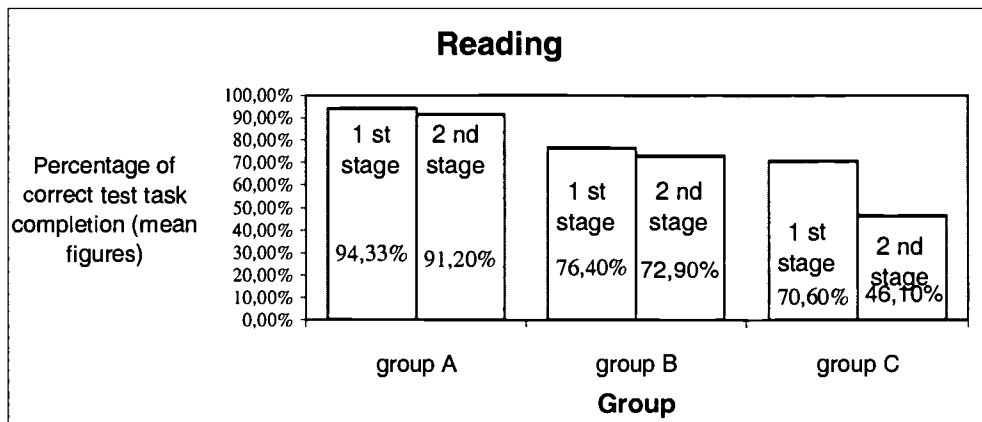 Reading
Percentage of
correct test task
completion (mean
figures)
100,00%
90,00%
80,00%
70,00%
60,00%
50,00%
40,00%
30,00%
20,00%
10,00%
0,00%
1 st
stage
94,33%
2 nd
stage
91,20%
1 st
stage
76,40%
2 nd
stage
72,90%
1 st
stage
70,60%
2 nd
stage
46,10%
group A
group B
group C
Group